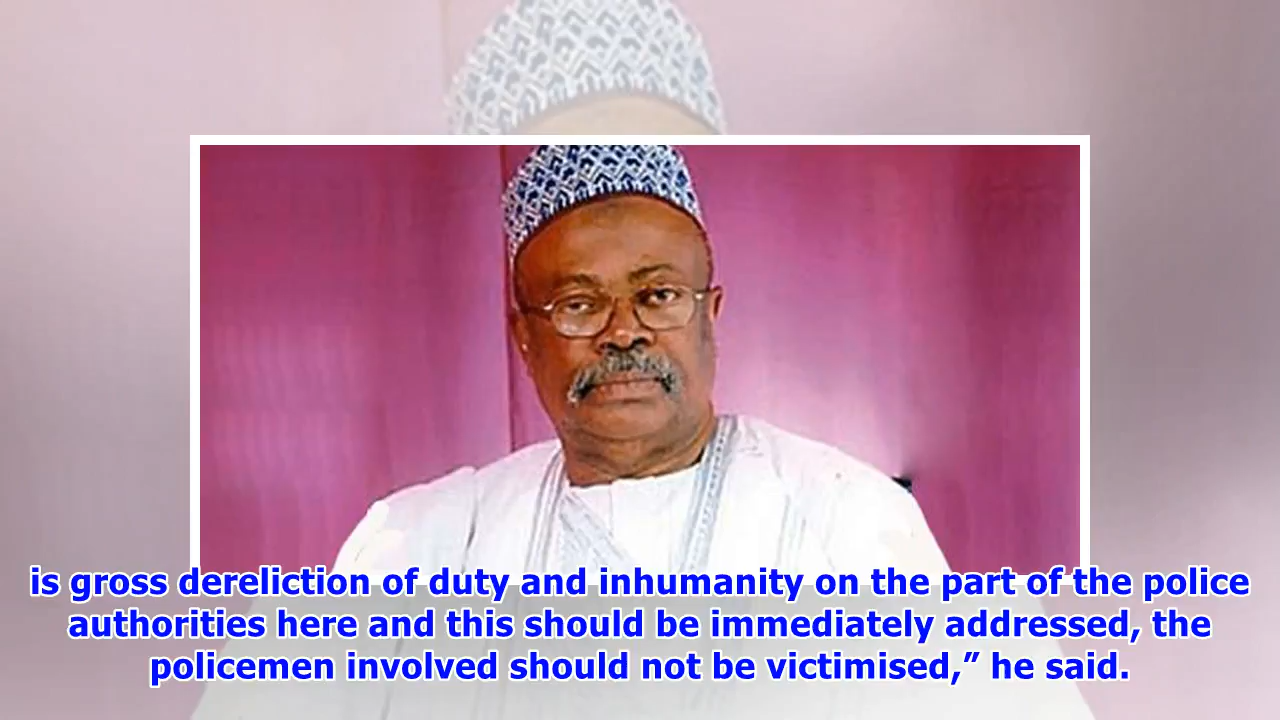 is gross dereliction of duty and inhumanity on the part of the police
authorities here and this should be immediately addressed, the
policemen involved should not be victimised,” he said.